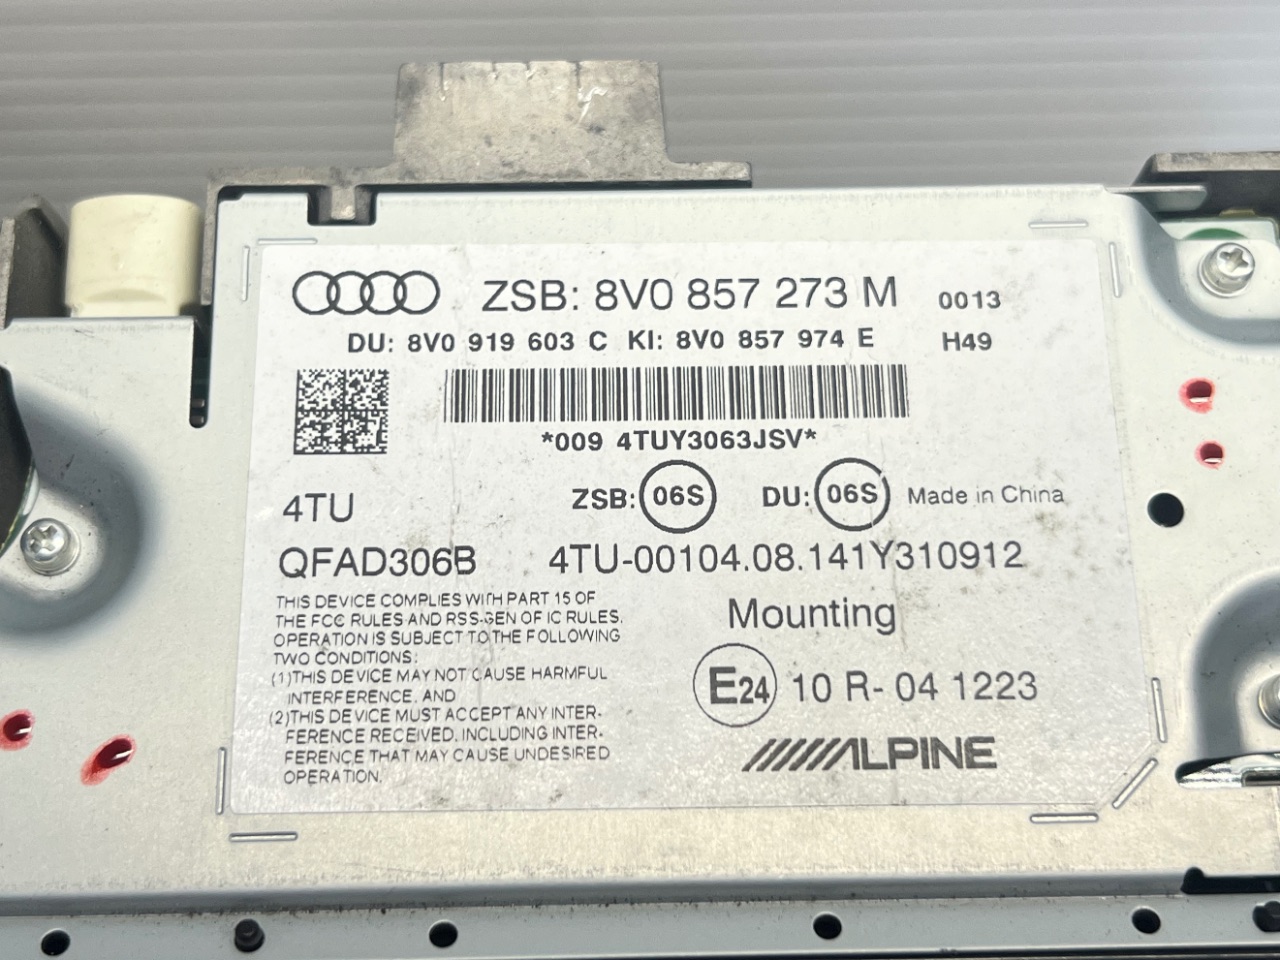 ZSB: 8V0 857 273 M 0013
DU: 8V0 919 603 C KI: 8V0 857 974 E H49
*009 4TUY3063JSV*
4TU ZSB: 06S DU: 06S Made in China
QFAD306B 4TU-00104.08.141Y310912
THIS DEVICE COMPLIES WITH PART 15 OF
THE FCC RULES AND RSS-GEN OF IC RULES.
OPERATION IS SUBJECT TO THE FOLLOWING
TWO CONDITIONS:
(1)THIS DEVICE MAY NOT CAUSE HARMFUL
INTERFERENCE, AND
(2)THIS DEVICE MUST ACCEPT ANY INTER-
FERENCE RECEIVED, INCLUDING INTER-
FERENCE THAT MAY CAUSE UNDESIRED
OPERATION.
Mounting
E24 10 R- 04 1223
ALPINE